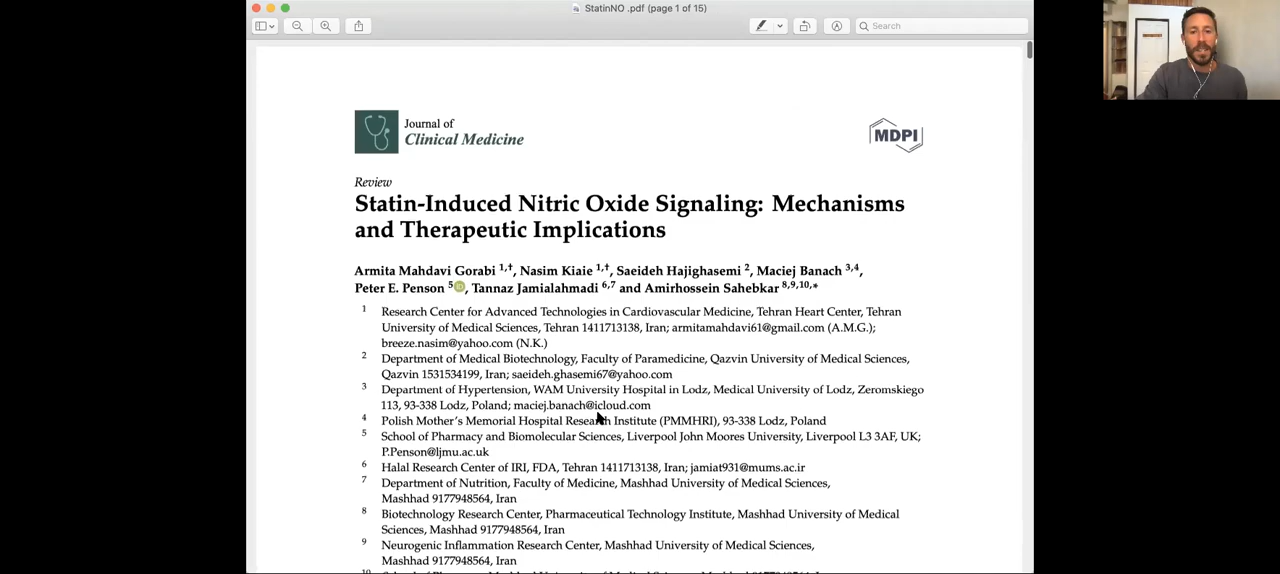 StatinNO .pdf (page 1 of 15)
Search
Journal of
Clinical Medicine
MDPI
Review
Statin-Induced Nitric Oxide Signaling: Mechanisms
and Therapeutic Implications
Armita Mahdavi Gorabi 1,†, Nasim Kiaie 1,†, Saeideh Hajighasemi 2, Maciej Banach 3,4,
Peter E. Penson 5 iD, Tannaz Jamialahmadi 6,7 and Amirhossein Sahebkar 8,9,10,*
1 Research Center for Advanced Technologies in Cardiovascular Medicine, Tehran Heart Center, Tehran
University of Medical Sciences, Tehran 1411713138, Iran; armitamahdavi61@gmail.com (A.M.G.);
breeze.nasim@yahoo.com (N.K.)
2 Department of Medical Biotechnology, Faculty of Paramedicine, Qazvin University of Medical Sciences,
Qazvin 1531534199, Iran; saeideh.ghasemi67@yahoo.com
3 Department of Hypertension, WAM University Hospital in Lodz, Medical University of Lodz, Zeromskiego
113, 93-338 Lodz, Poland; maciej.banach@icloud.com
4 Polish Mother's Memorial Hospital Research Institute (PMMHRI), 93-338 Lodz, Poland
5 School of Pharmacy and Biomolecular Sciences, Liverpool John Moores University, Liverpool L3 3AF, UK;
P.Penson@ljmu.ac.uk
6 Halal Research Center of IRI, FDA, Tehran 1411713138, Iran; jamiat931@mums.ac.ir
7 Department of Nutrition, Faculty of Medicine, Mashhad University of Medical Sciences,
Mashhad 9177948564, Iran
8 Biotechnology Research Center, Pharmaceutical Technology Institute, Mashhad University of Medical
Sciences, Mashhad 9177948564, Iran
9 Neurogenic Inflammation Research Center, Mashhad University of Medical Sciences,
Mashhad 9177948564, Iran